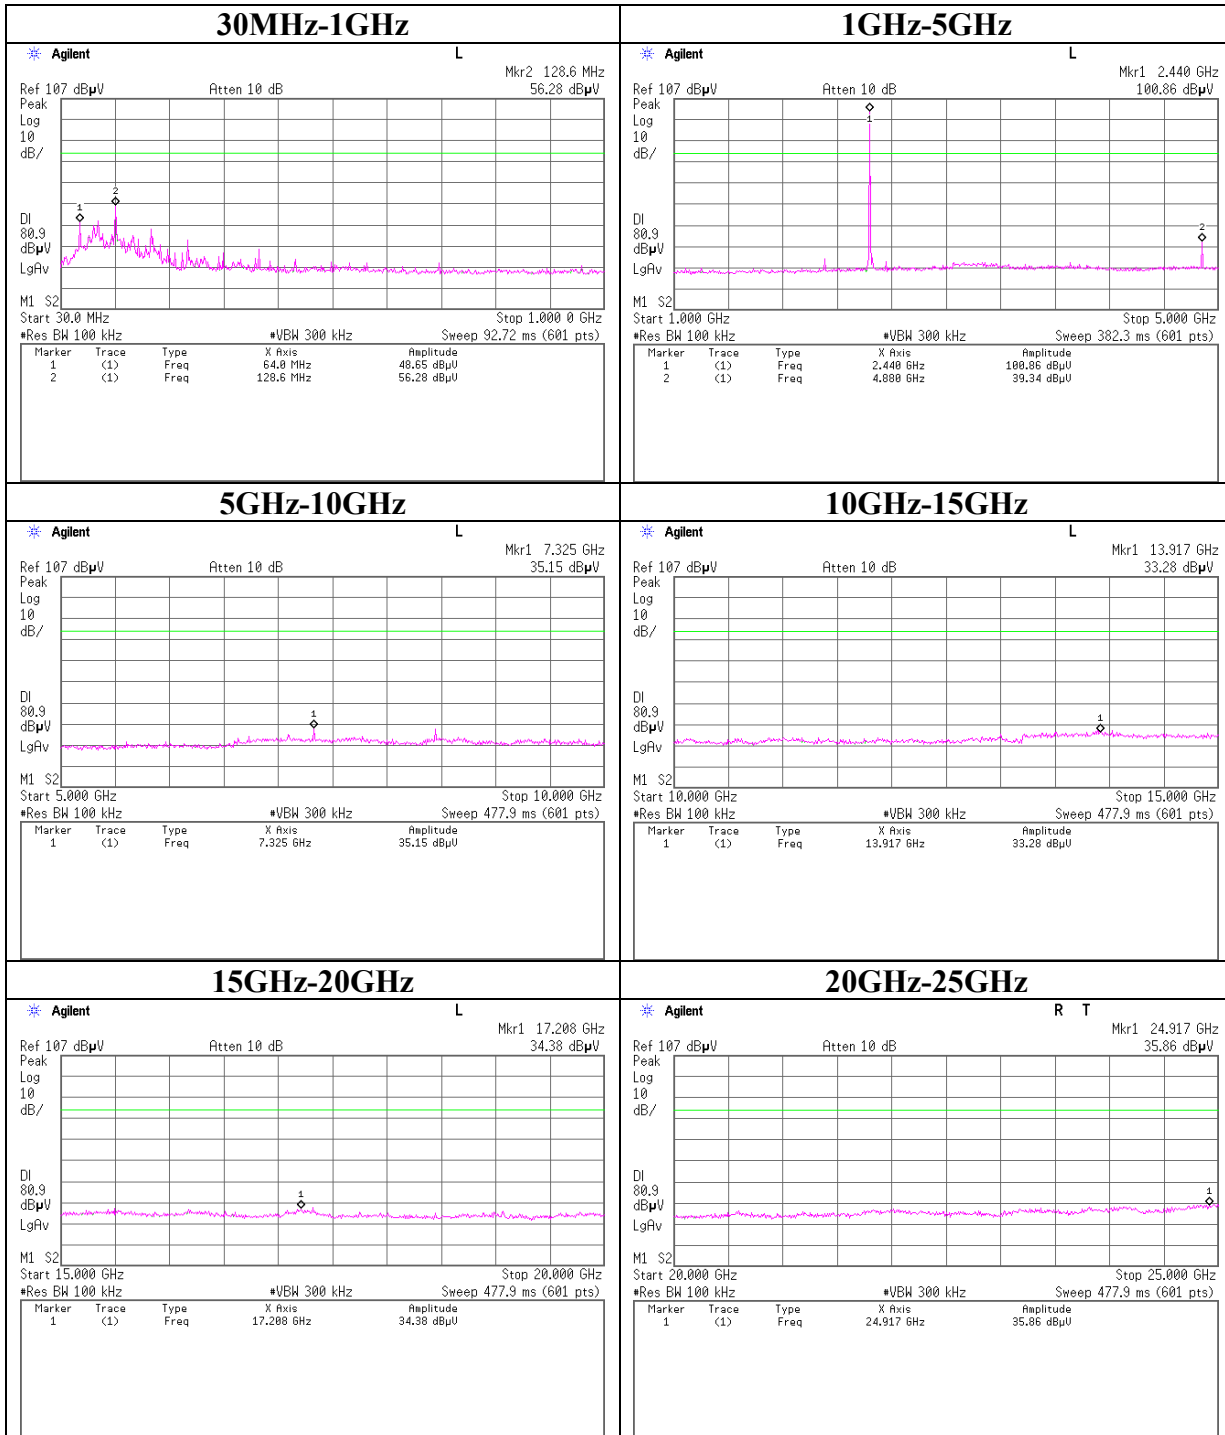 30MHz-1GHz
Agilent L
Mkr2 128.6 MHz
Ref 107 dBµV Atten 10 dB 56.28 dBµV
Peak
Log
10
dB/
2
1
DI
80.9
dBµV
LgAv
M1 S2
Start 30.0 MHz Stop 1.000 0 GHz
#Res BW 100 kHz #VBW 300 kHz Sweep 92.72 ms (601 pts)
Marker Trace Type X Axis Amplitude
1 (1) Freq 64.0 MHz 48.65 dBµV
2 (1) Freq 128.6 MHz 56.28 dBµV
1GHz-5GHz
Agilent L
Mkr1 2.440 GHz
Ref 107 dBµV Atten 10 dB 100.86 dBµV
Peak
Log
10
dB/
1
2
DI
80.9
dBµV
LgAv
M1 S2
Start 1.000 GHz Stop 5.000 GHz
#Res BW 100 kHz #VBW 300 kHz Sweep 382.3 ms (601 pts)
Marker Trace Type X Axis Amplitude
1 (1) Freq 2.440 GHz 100.86 dBµV
2 (1) Freq 4.880 GHz 39.34 dBµV
5GHz-10GHz
Agilent L
Mkr1 7.325 GHz
Ref 107 dBµV Atten 10 dB 35.15 dBµV
Peak
Log
10
dB/
DI
80.9
1
dBµV
LgAv
M1 S2
Start 5.000 GHz Stop 10.000 GHz
#Res BW 100 kHz #VBW 300 kHz Sweep 477.9 ms (601 pts)
Marker Trace Type X Axis Amplitude
1 (1) Freq 7.325 GHz 35.15 dBµV
10GHz-15GHz
Agilent L
Mkr1 13.917 GHz
Ref 107 dBµV Atten 10 dB 33.28 dBµV
Peak
Log
10
dB/
DI
80.9
1
dBµV
LgAv
M1 S2
Start 10.000 GHz Stop 15.000 GHz
#Res BW 100 kHz #VBW 300 kHz Sweep 477.9 ms (601 pts)
Marker Trace Type X Axis Amplitude
1 (1) Freq 13.917 GHz 33.28 dBµV
15GHz-20GHz
Agilent L
Mkr1 17.208 GHz
Ref 107 dBµV Atten 10 dB 34.38 dBµV
Peak
Log
10
dB/
DI
80.9
1
dBµV
LgAv
M1 S2
Start 15.000 GHz Stop 20.000 GHz
#Res BW 100 kHz #VBW 300 kHz Sweep 477.9 ms (601 pts)
Marker Trace Type X Axis Amplitude
1 (1) Freq 17.208 GHz 34.38 dBµV
20GHz-25GHz
Agilent R T
Mkr1 24.917 GHz
Ref 107 dBµV Atten 10 dB 35.86 dBµV
Peak
Log
10
dB/
DI
80.9
1
dBµV
LgAv
M1 S2
Start 20.000 GHz Stop 25.000 GHz
#Res BW 100 kHz #VBW 300 kHz Sweep 477.9 ms (601 pts)
Marker Trace Type X Axis Amplitude
1 (1) Freq 24.917 GHz 35.86 dBµV